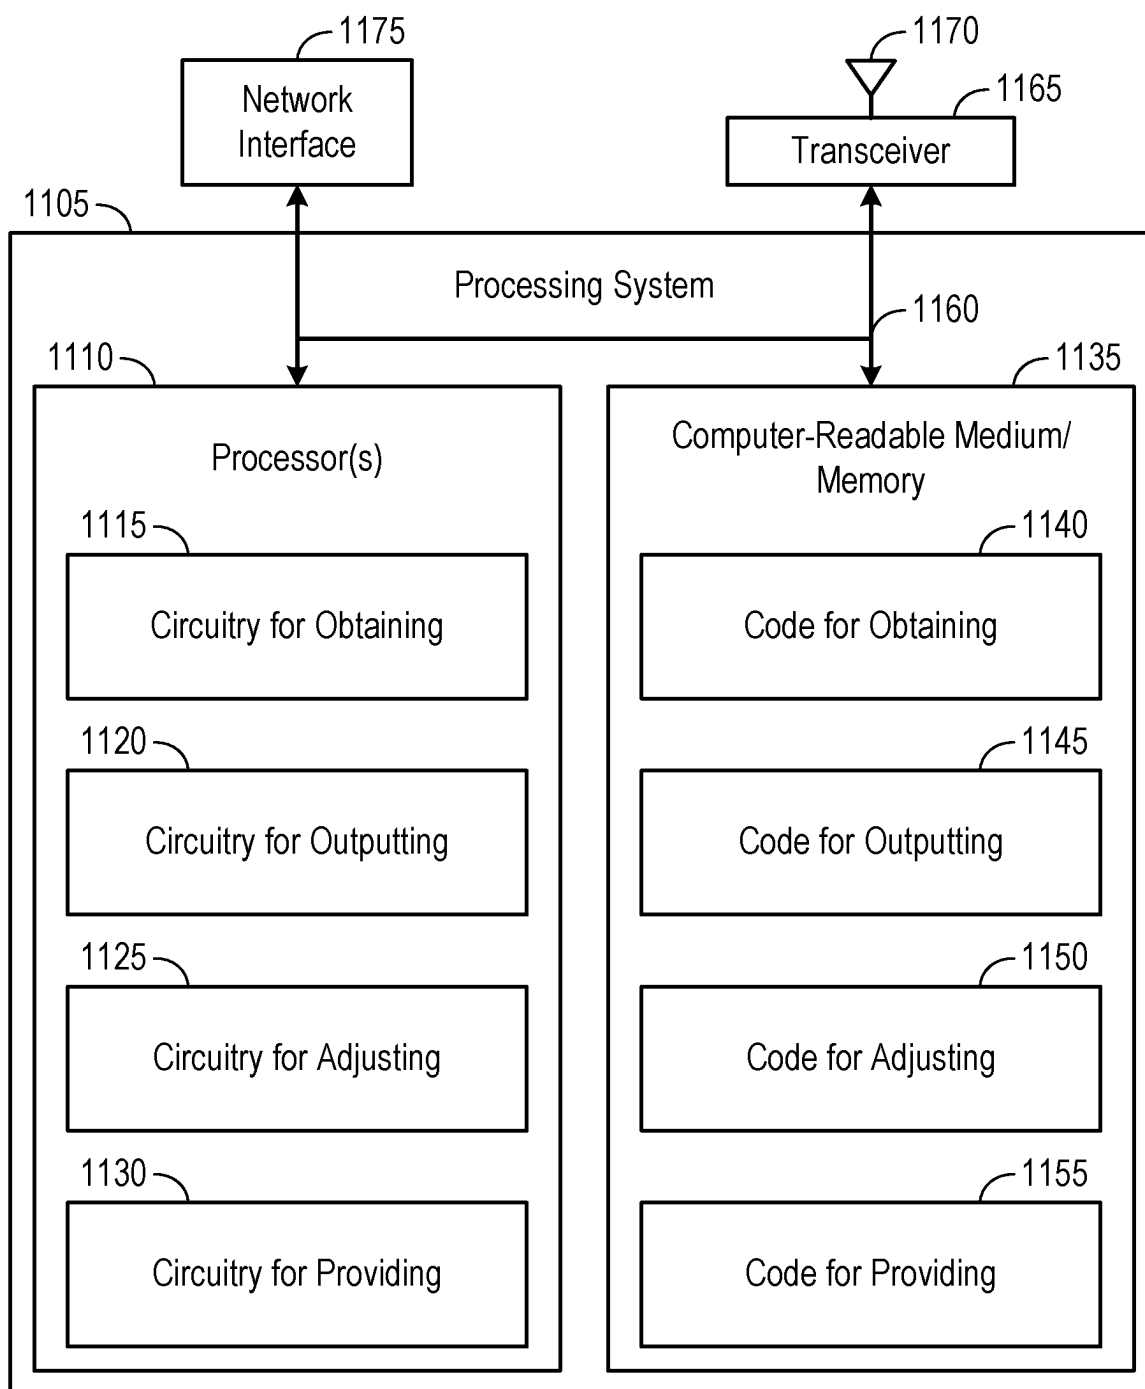 1175
Network
Interface
1170
1165
Transceiver
1105
Processing System
1160
1110
Processor(s)
1115
Circuitry for Obtaining
1120
Circuitry for Outputting
1125
Circuitry for Adjusting
1130
Circuitry for Providing
1135
Computer-Readable Medium/
Memory
1140
Code for Obtaining
1145
Code for Outputting
1150
Code for Adjusting
1155
Code for Providing